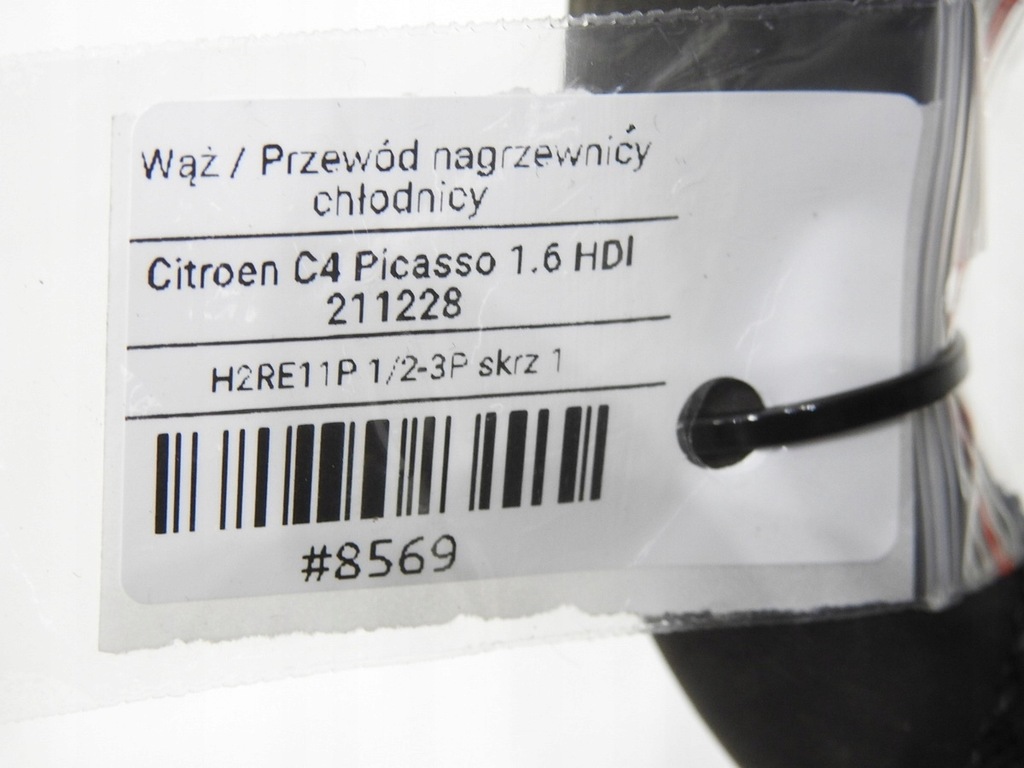 Wąż / Przewód nagrzewnicy
chłodnicy
Citroen C4 Picasso 1.6 HDI
211228
H2RE11P 1/2-3P skrz 1
#8569